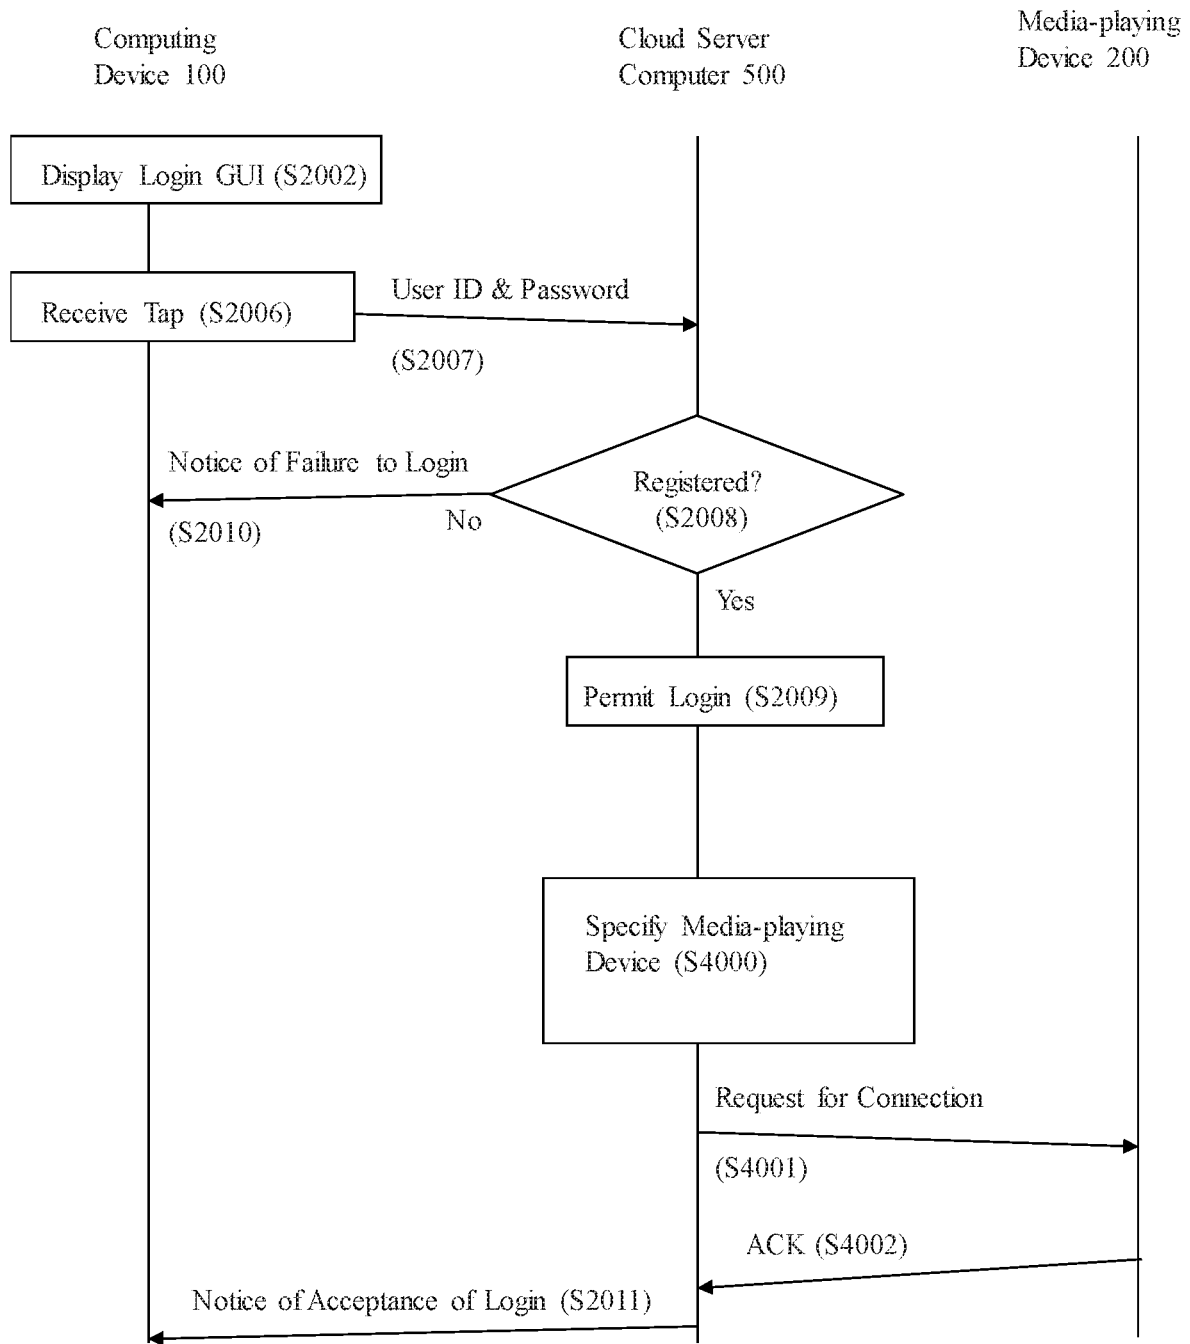 Computing
Device 100
Cloud Server
Computer 500
Media-playing
Device 200
Display Login GUI (S2002)
Receive Tap (S2006)
User ID & Password
(S2007)
Notice of Failure to Login
(S2010)
No
Registered?
(S2008)
Yes
Permit Login (S2009)
Specify Media-playing
Device (S4000)
Request for Connection
(S4001)
ACK (S4002)
Notice of Acceptance of Login (S2011)